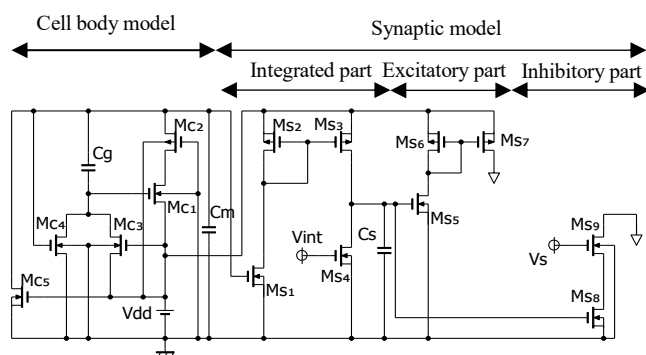 Cell body model
Synaptic model
Integrated part
Excitatory part
Inhibitory part
MC2
MS2
MS3
MS6
MS7
Cg
MC1
MC4
MC3
Cm
Vint
Cs
MS5
MS9
MS4
Vs
MC5
MS1
MS8
Vdd